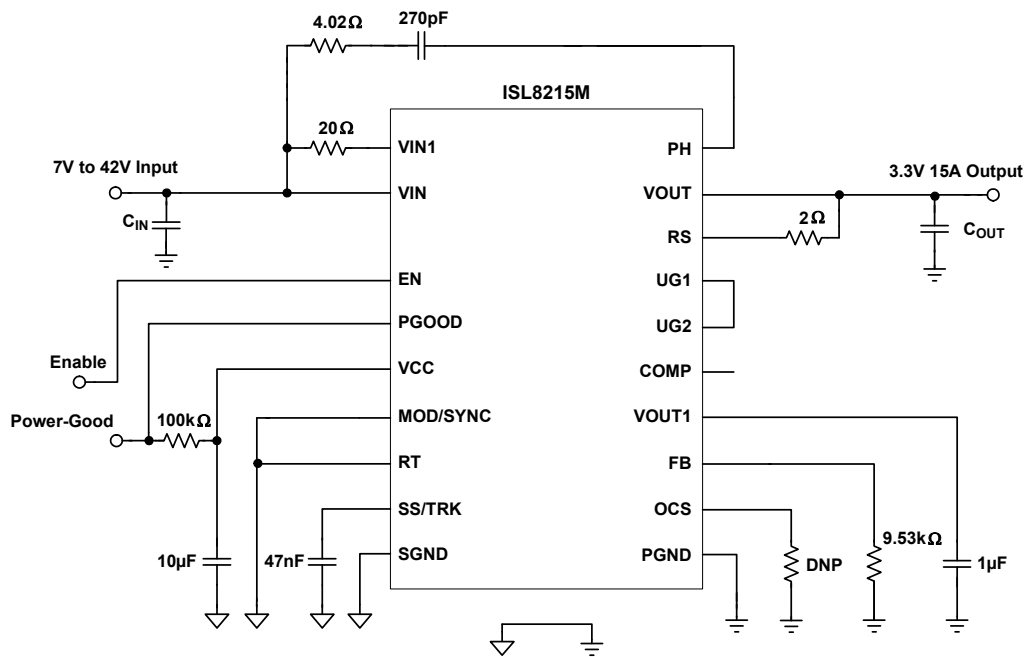 4.02Ω
270pF
ISL8215M
20Ω
VIN1
PH
7V to 42V Input
VIN
VOUT
3.3V 15A Output
CIN
2Ω
RS
COUT
EN
UG1
PGOOD
UG2
Enable
VCC
COMP
Power-Good
100kΩ
MOD/SYNC
VOUT1
RT
FB
SS/TRK
OCS
9.53kΩ
10µF
47nF
SGND
PGND
DNP
1µF